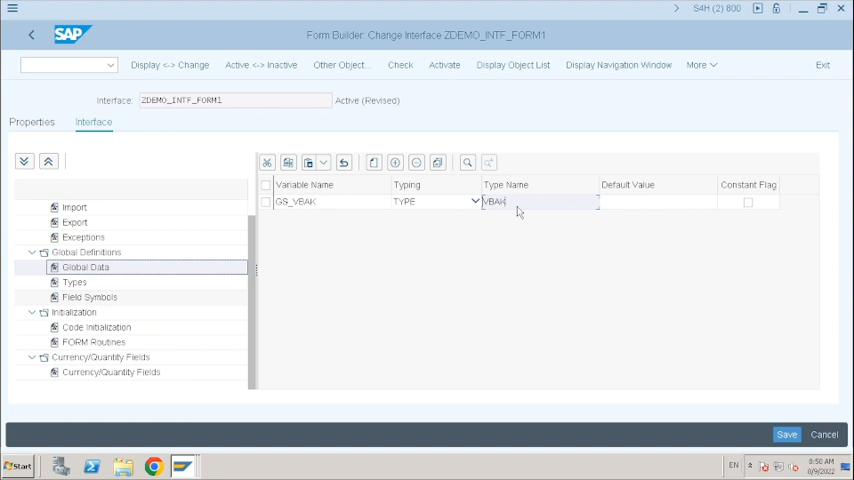 S4H (2) 800
SAP
Form Builder: Change Interface ZDEMO_INTF_FORM1
Display <-> Change
Active <-> Inactive
Other Object...
Check
Activate
Display Object List
Display Navigation Window
More
Exit
Interface: ZDEMO_INTF_FORM1 Active (Revised)
Properties
Interface
Variable Name Typing Type Name Default Value Constant Flag
GS_VBAK TYPE VBAK
Import
Export
Exceptions
Global Definitions
Global Data
Types
Field Symbols
Initialization
Code Initialization
FORM Routines
Currency/Quantity Fields
Currency/Quantity Fields
Save Cancel
Start
EN
8:50 AM
8/9/2022